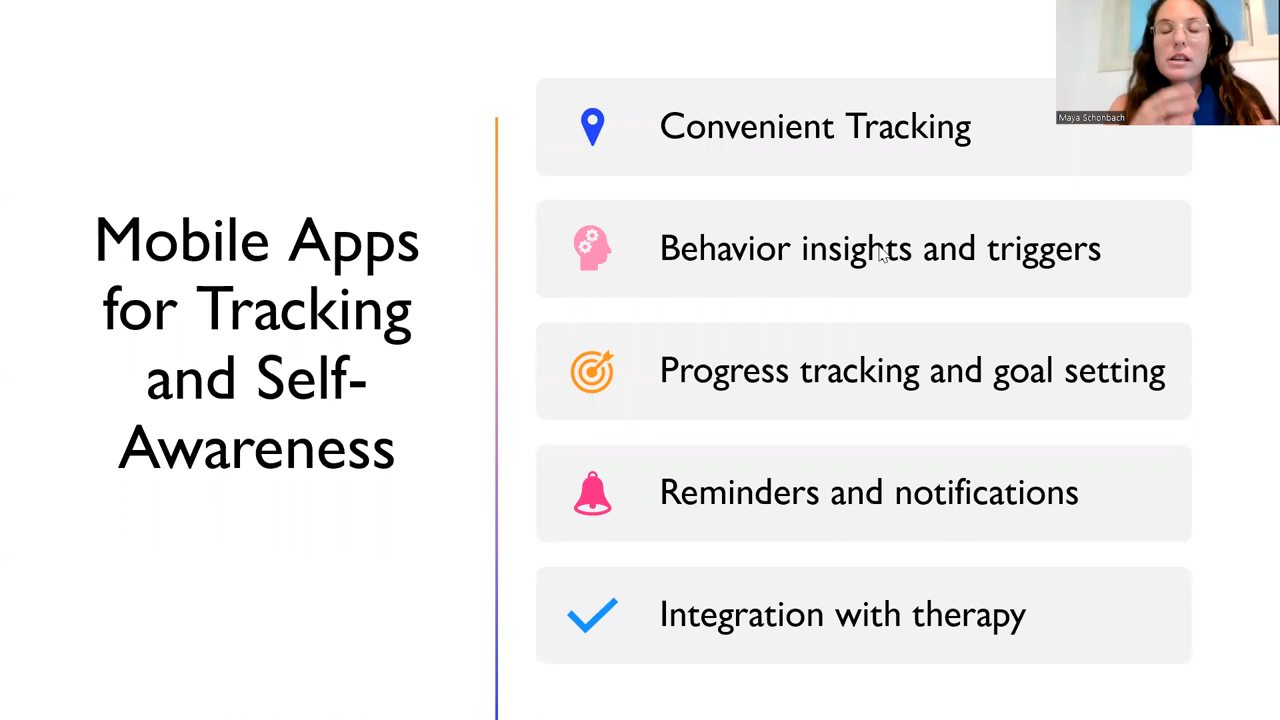 Mobile Apps
for Tracking
and Self-
Awareness
Convenient Tracking
Behavior insights and triggers
Progress tracking and goal setting
Reminders and notifications
Integration with therapy
Maya Schonbach